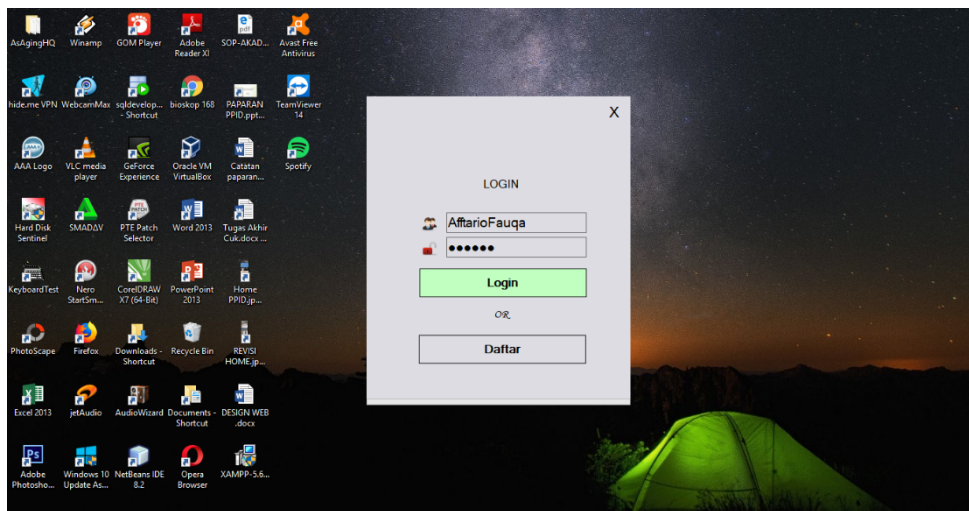 AsAgingHQ
Winamp
GOM Player
Adobe
Reader XI
SOP-AKAD...
Avast Free
Antivirus
hide.me VPN
WebcamMax
sqldevelop...
- Shortcut
bioskop 168
PAPARAN
PPID.ppt...
TeamViewer
14
AAA Logo
VLC media
player
GeForce
Experience
Oracle VM
VirtualBox
Catatan
paparan...
Spotify
Hard Disk
Sentinel
SMADΔV
PTE Patch
Selector
Word 2013
Tugas Akhir
Cuk.docx ...
KeyboardTest
Nero
StartSm...
CorelDRAW
X7 (64-Bit)
PowerPoint
2013
Home
PPID.jp...
PhotoScape
Firefox
Downloads -
Shortcut
Recycle Bin
REVISI
HOME.jp...
Excel 2013
jetAudio
AudioWizard
Documents -
Shortcut
DESIGN WEB
.docx
Adobe
Photosho...
Windows 10
Update As...
NetBeans IDE
8.2
Opera
Browser
XAMPP-5.6...
X
LOGIN
AfftarioFauqa
Login
OR
Daftar